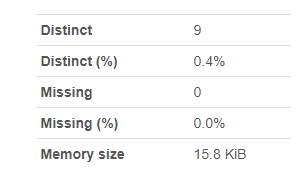 Distinct 9
Distinct (%) 0.4%
Missing 0
Missing (%) 0.0%
Memory size 15.8 KiB